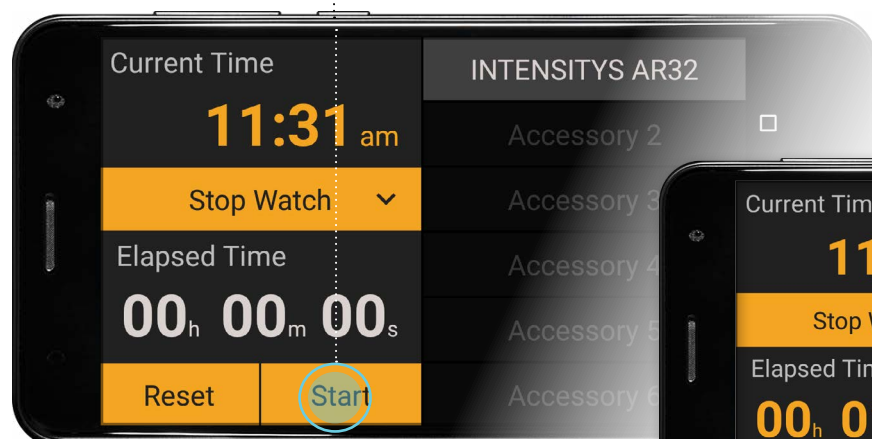 Current Time
11:31 am
Stop Watch
Elapsed Time
00h 00m 00s
Reset
Start
INTENSITYS AR32
Accessory 2
Accessory 3
Accessory 4
Accessory 5
Accessory 6
Current Tim
11
Stop
Elapsed Tin
00h 0